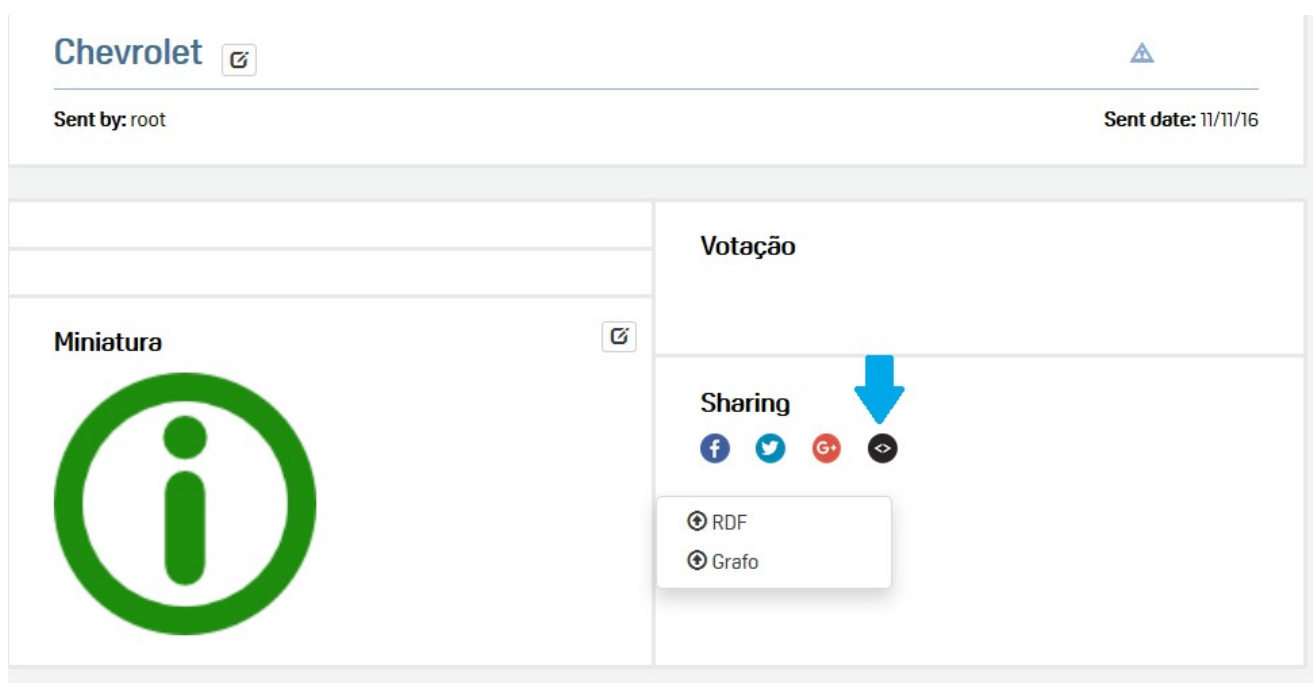 Chevrolet
Sent by: root
Sent date: 11/11/16
Votação
Miniatura
Sharing
RDF
Grafo